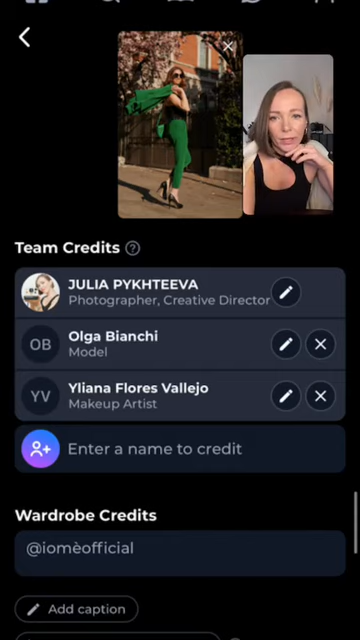 Team Credits ?
JULIA PYKHTEEVA
Photographer, Creative Director
OB
Olga Bianchi
Model
YV
Yliana Flores Vallejo
Makeup Artist
Enter a name to credit
Wardrobe Credits
@iomèofficial
Add caption